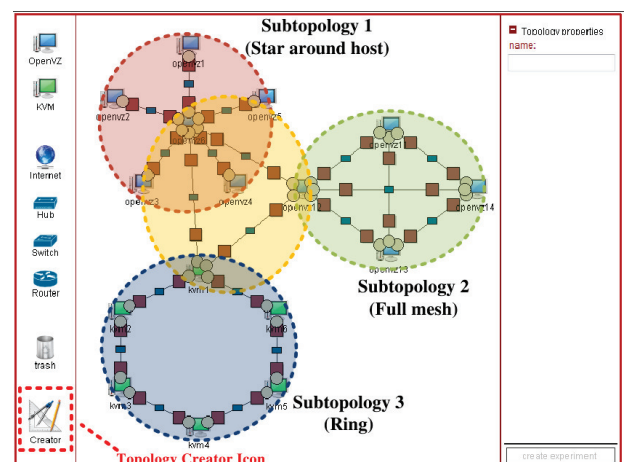 OpenVZ
KVM
Internet
Hub
Switch
Router
trash
Creator
Topology Creator Icon
Subtopology 1
(Star around host)
openvz1
openvz2
openvz5
openvz3
openvz4
openvz12
openvz14
openvz13
Subtopology 2
(Full mesh)
kvm1
kvm2
kvm6
kvm3
kvm5
kvm4
Subtopology 3
(Ring)
Topology properties
name:
create experiment